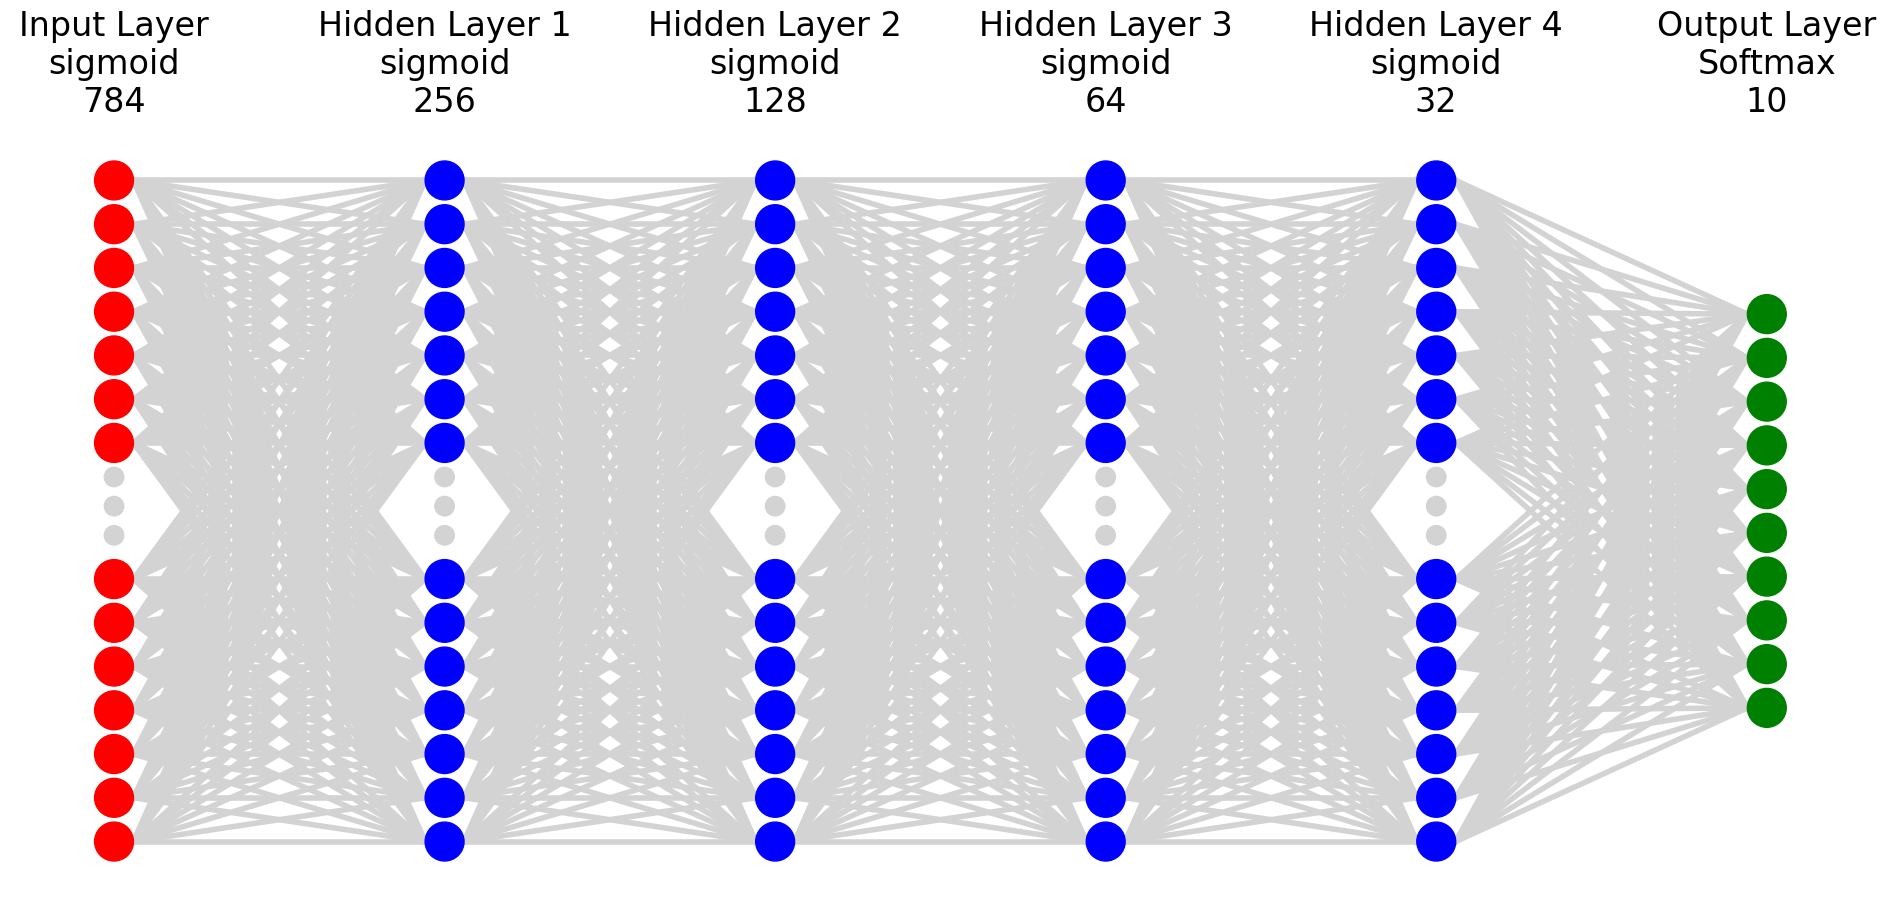 Input Layer
sigmoid
784
Hidden Layer 1
sigmoid
256
Hidden Layer 2
sigmoid
128
Hidden Layer 3
sigmoid
64
Hidden Layer 4
sigmoid
32
Output Layer
Softmax
10